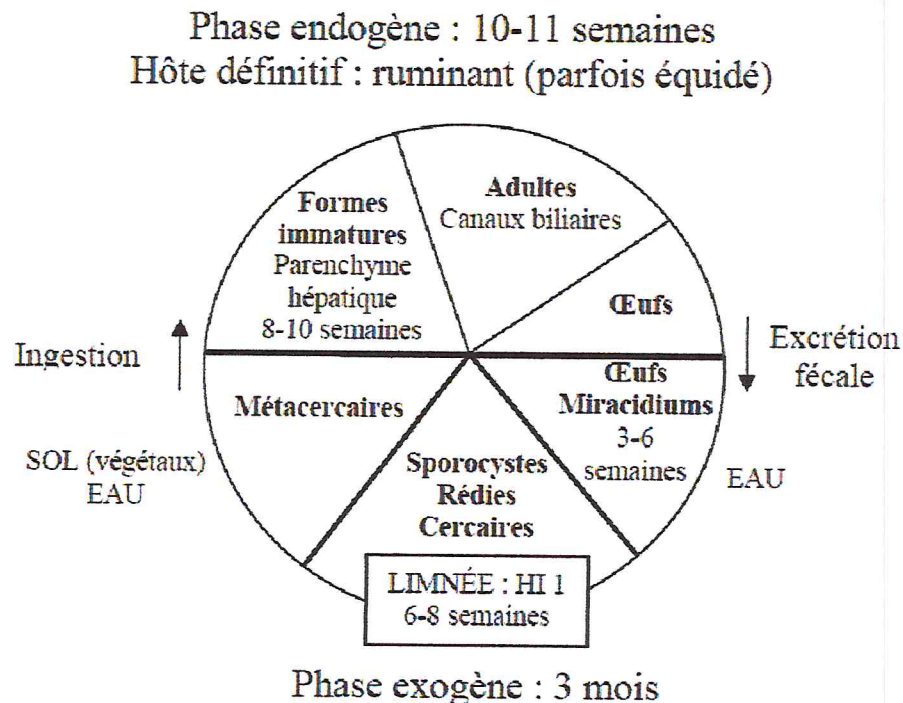 Phase endogène : 10-11 semaines
Hôte définitif : ruminant (parfois équidé)
Adultes
Canaux biliaires
Formes
immatures
Parenchyme
hépatique
8-10 semaines
Œufs
Ingestion
Excrétion
fécale
Métacercaires
Œufs
Miracidiums
3-6
semaines
SOL (végétaux)
EAU
EAU
Sporocystes
Rédies
Cercaires
LIMNÉE : HI 1
6-8 semaines
Phase exogène : 3 mois